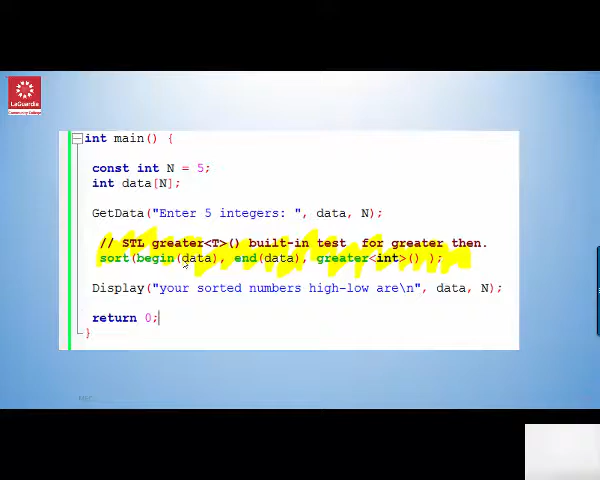 LaGuardia
Community College
int main() {
const int N = 5;
int data[N];
GetData("Enter 5 integers: ", data, N);
// STL greater<T>() built-in test for greater then.
sort(begin(data), end(data), greater<int>() );
Display("your sorted numbers high-low are\n", data, N);
return 0;
}